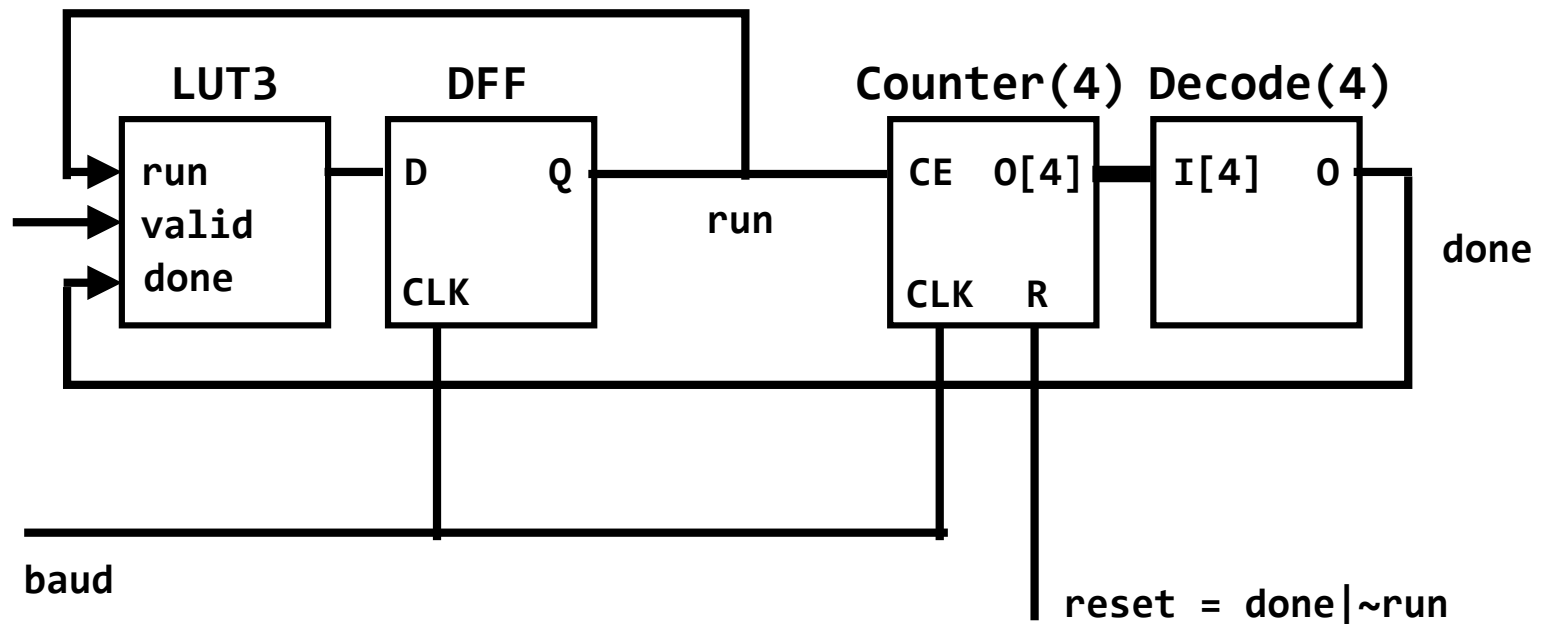 LUT3
DFF
Counter(4)
Decode(4)
run
valid
done
D
Q
CLK
run
CE
O[4]
CLK
R
I[4]
O
done
baud
reset = done|~run